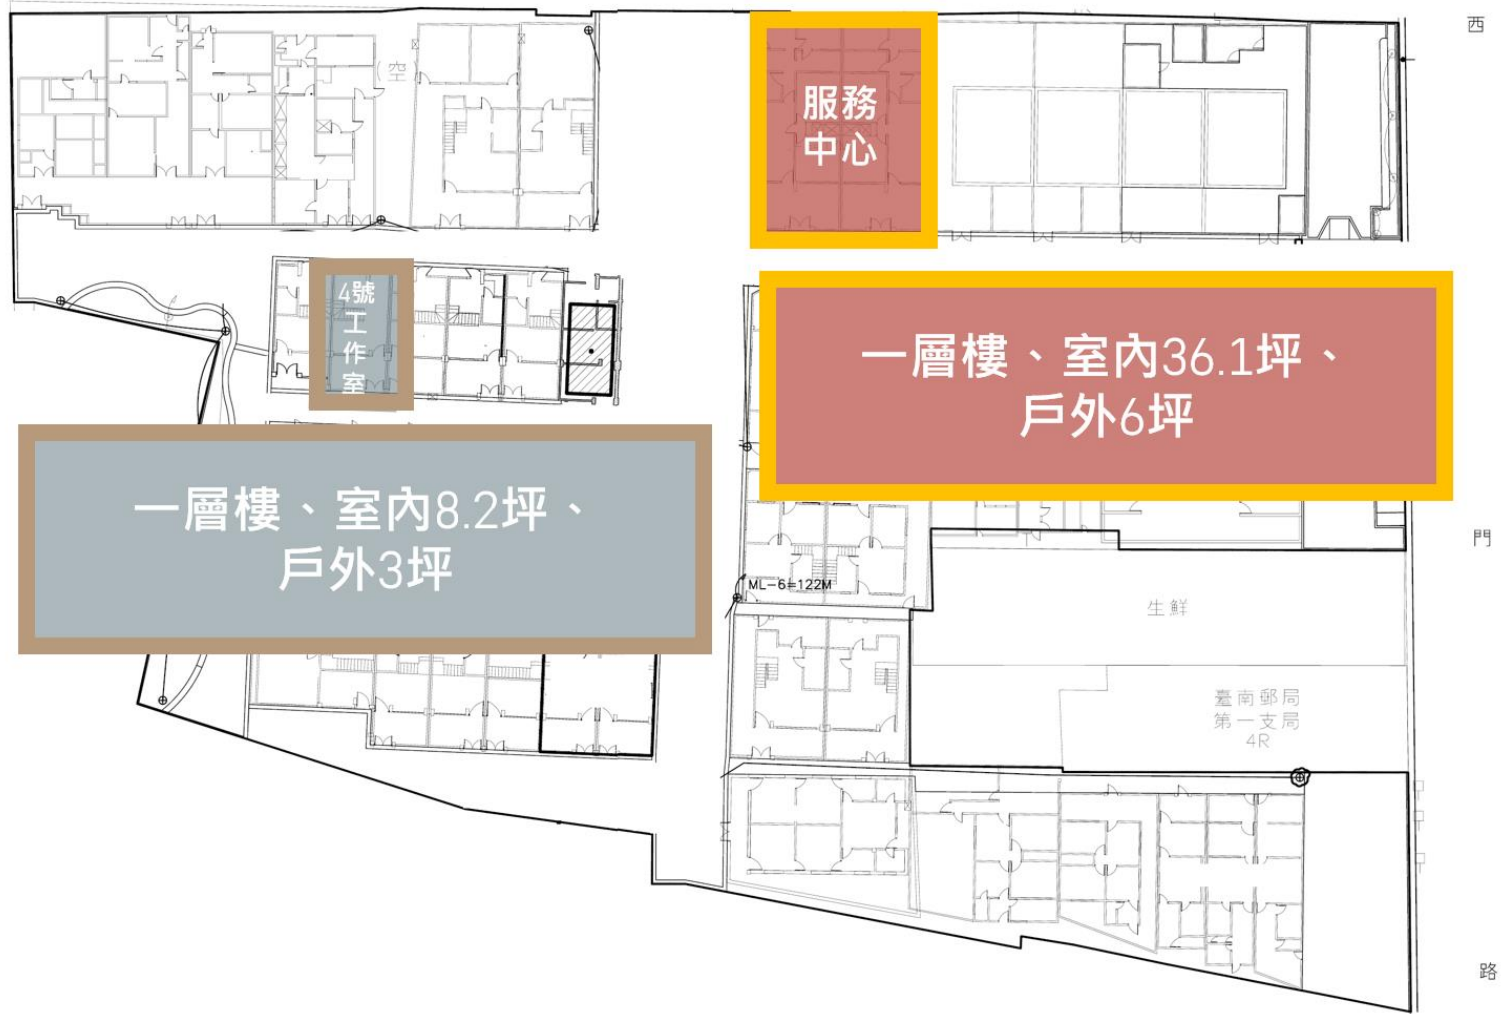 西
(空)
服務
中心
4號
工
作
室
一層樓、室內36.1坪、
戶外6坪
一層樓、室內8.2坪、
戶外3坪
門
ML-6=122M
生鮮
臺南郵局
第一支局
4R
路